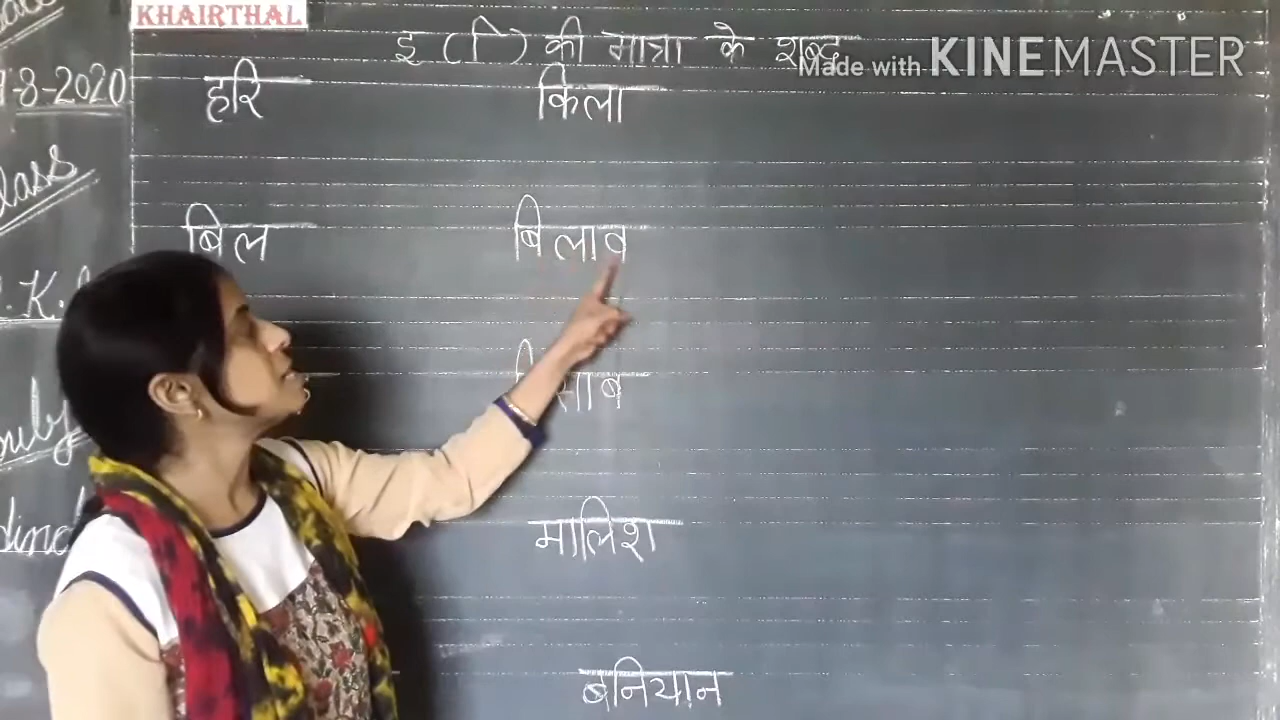 KHAIRTHAL
इ ( ि ) की मात्रा के शब्द
Made with KINEMASTER
-8-2020
हरि किला
बिल बिलाव
मालिश
बनियान